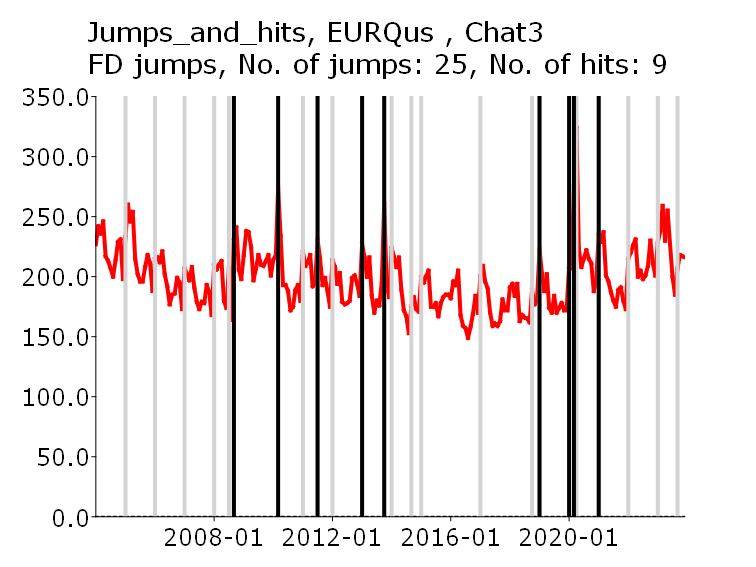 Jumps_and_hits, EURQus , Chat3
FD jumps, No. of jumps: 25, No. of hits: 9
350.0
300.0
250.0
200.0
150.0
100.0
50.0
0.0
2008-01 2012-01 2016-01 2020-01